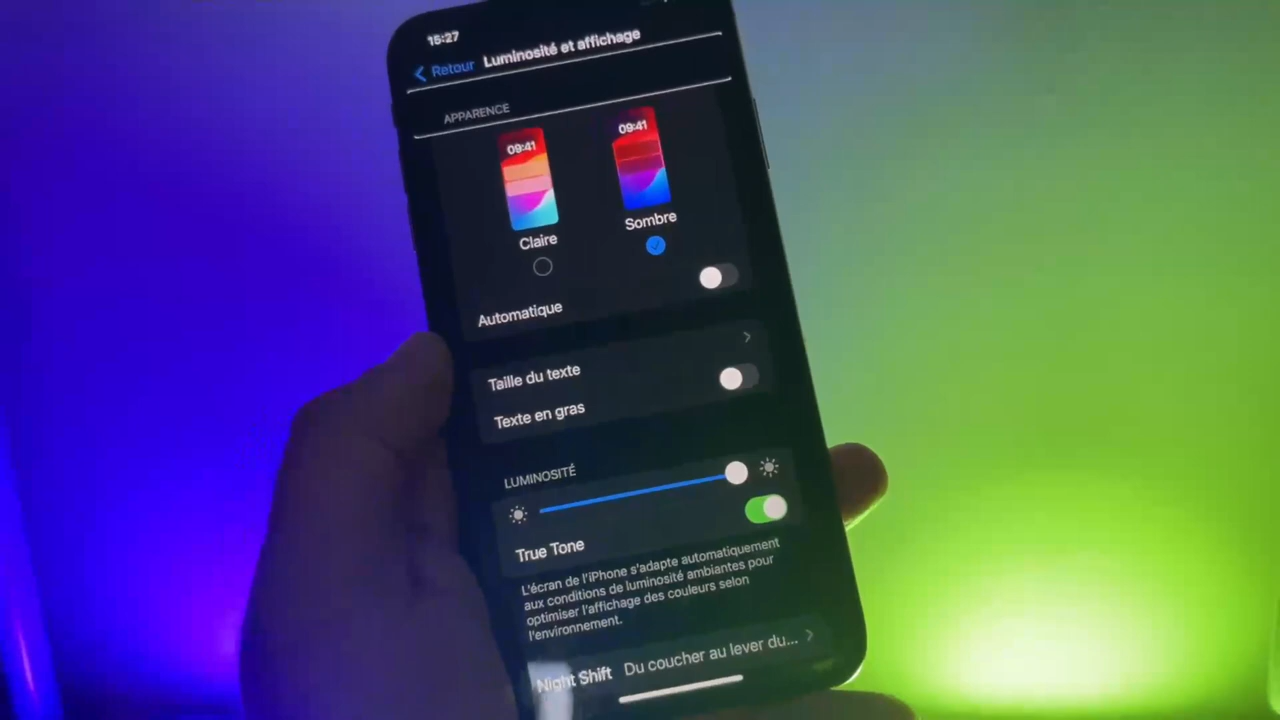 15:27
Retour Luminosité et affichage
APPARENCE
09:41 09:41
Claire Sombre
Automatique
Taille du texte
Texte en gras
LUMINOSITÉ
True Tone
L'écran de l'iPhone s'adapte automatiquement
aux conditions de luminosité ambiantes pour
optimiser l'affichage des couleurs selon
l'environnement.
Night Shift Du coucher au lever du...